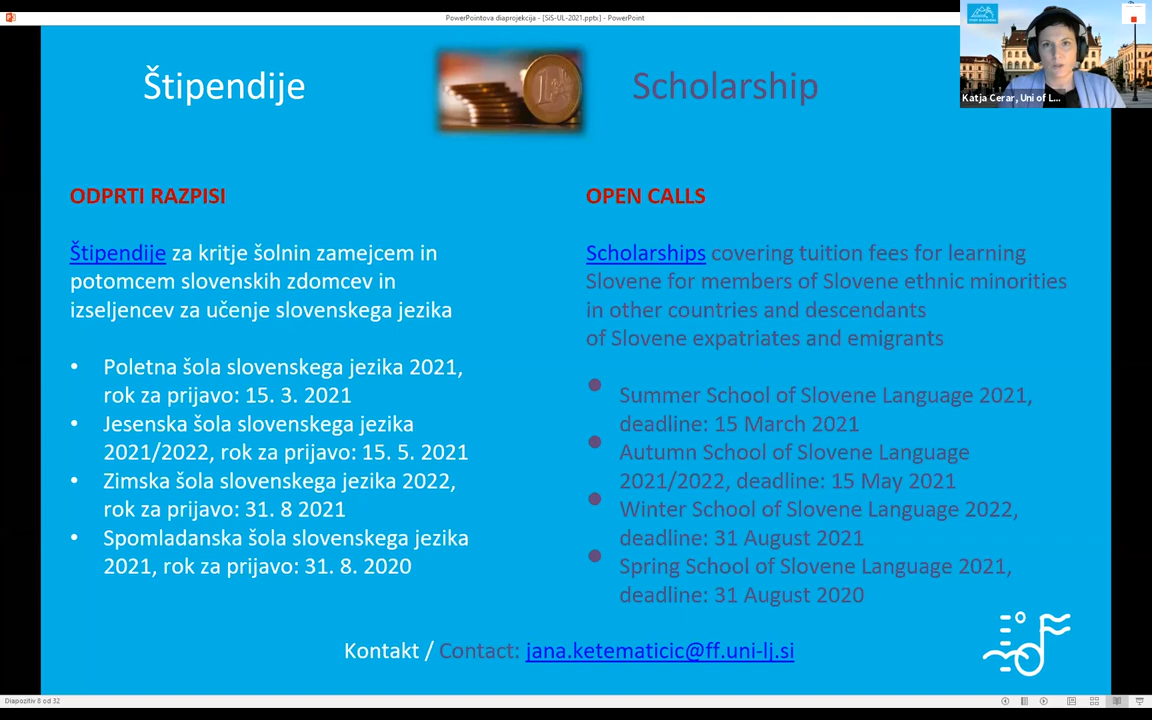 PowerPointova diaprojekcija - [SiS-UL-2021.pptx] - PowerPoint
Katja Cerar, Uni of L...
Štipendije
Scholarship
ODPRTI RAZPISI
Štipendije za kritje šolnin zamejcem in
potomcem slovenskih zdomcev in
izseljencev za učenje slovenskega jezika
• Poletna šola slovenskega jezika 2021,
rok za prijavo: 15. 3. 2021
• Jesenska šola slovenskega jezika
2021/2022, rok za prijavo: 15. 5. 2021
• Zimska šola slovenskega jezika 2022,
rok za prijavo: 31. 8 2021
• Spomladanska šola slovenskega jezika
2021, rok za prijavo: 31. 8. 2020
OPEN CALLS
Scholarships covering tuition fees for learning
Slovene for members of Slovene ethnic minorities
in other countries and descendants
of Slovene expatriates and emigrants
• Summer School of Slovene Language 2021,
deadline: 15 March 2021
• Autumn School of Slovene Language
2021/2022, deadline: 15 May 2021
• Winter School of Slovene Language 2022,
deadline: 31 August 2021
• Spring School of Slovene Language 2021,
deadline: 31 August 2020
Kontakt / Contact: jana.ketematicic@ff.uni-lj.si
Diapozitiv 8 od 32